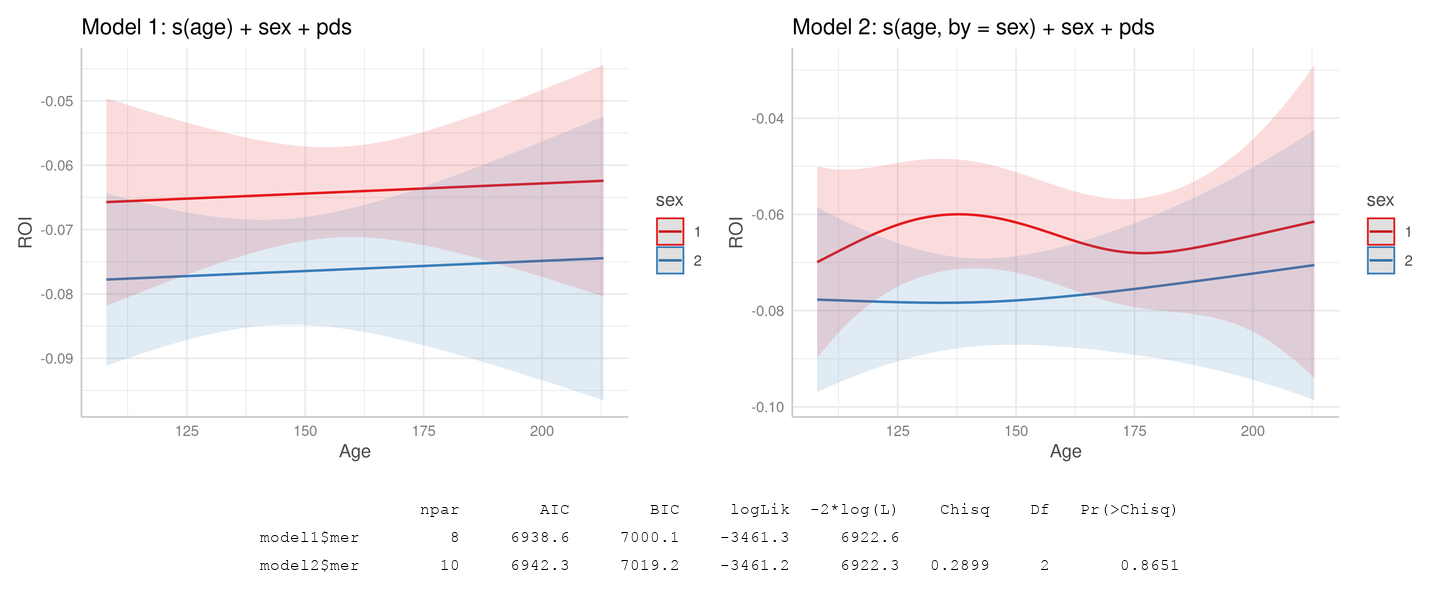 Model 1: s(age) + sex + pds
-0.05
-0.06
-0.07
-0.08
-0.09
ROI
125 150 175 200
Age
sex
1
2
Model 2: s(age, by = sex) + sex + pds
-0.04
-0.06
-0.08
-0.10
ROI
125 150 175 200
Age
sex
1
2
npar AIC BIC logLik -2*log(L) Chisq Df Pr(>Chisq)
model1$mer 8 6938.6 7000.1 -3461.3 6922.6
model2$mer 10 6942.3 7019.2 -3461.2 6922.3 0.2899 2 0.8651